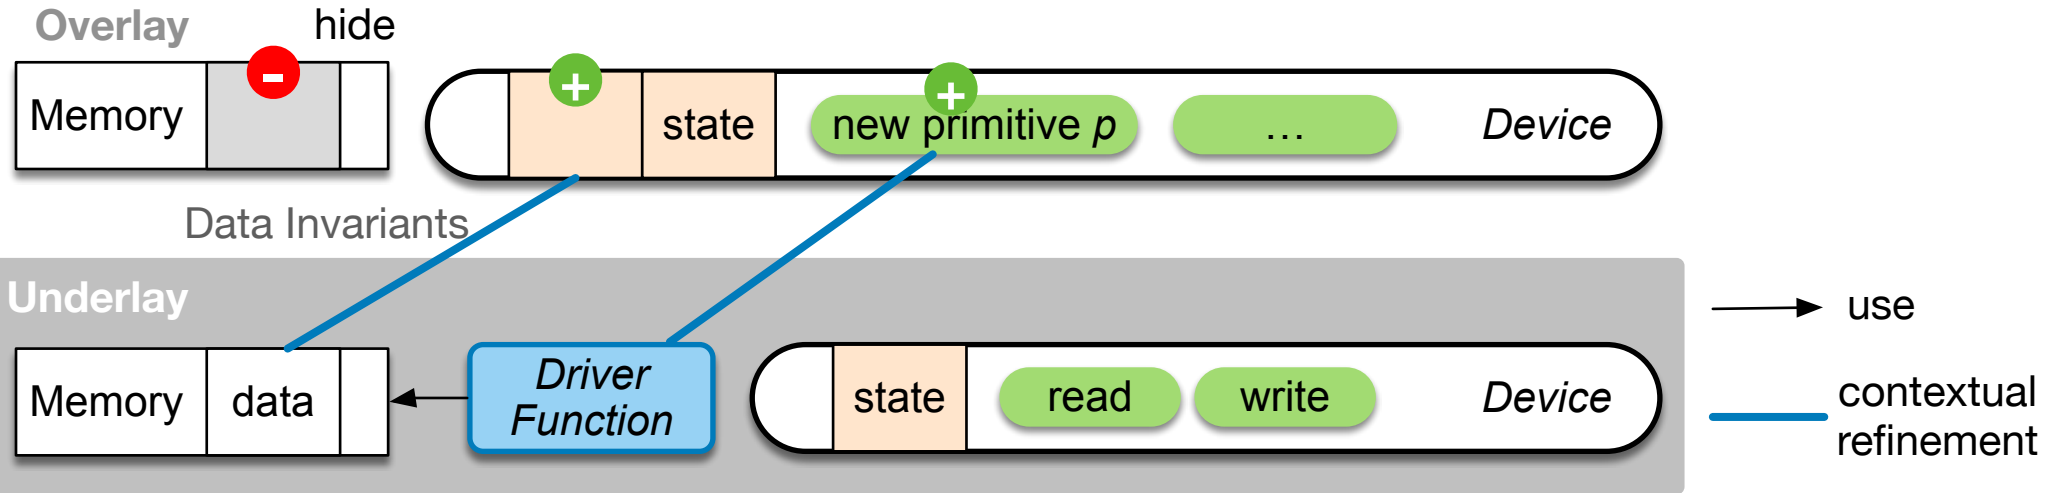 Overlay
hide
-
+
+
Memory
state
new primitive p
...
Device
Data Invariants
Underlay
use
Memory
data
Driver
Function
state
read
write
Device
contextual
refinement